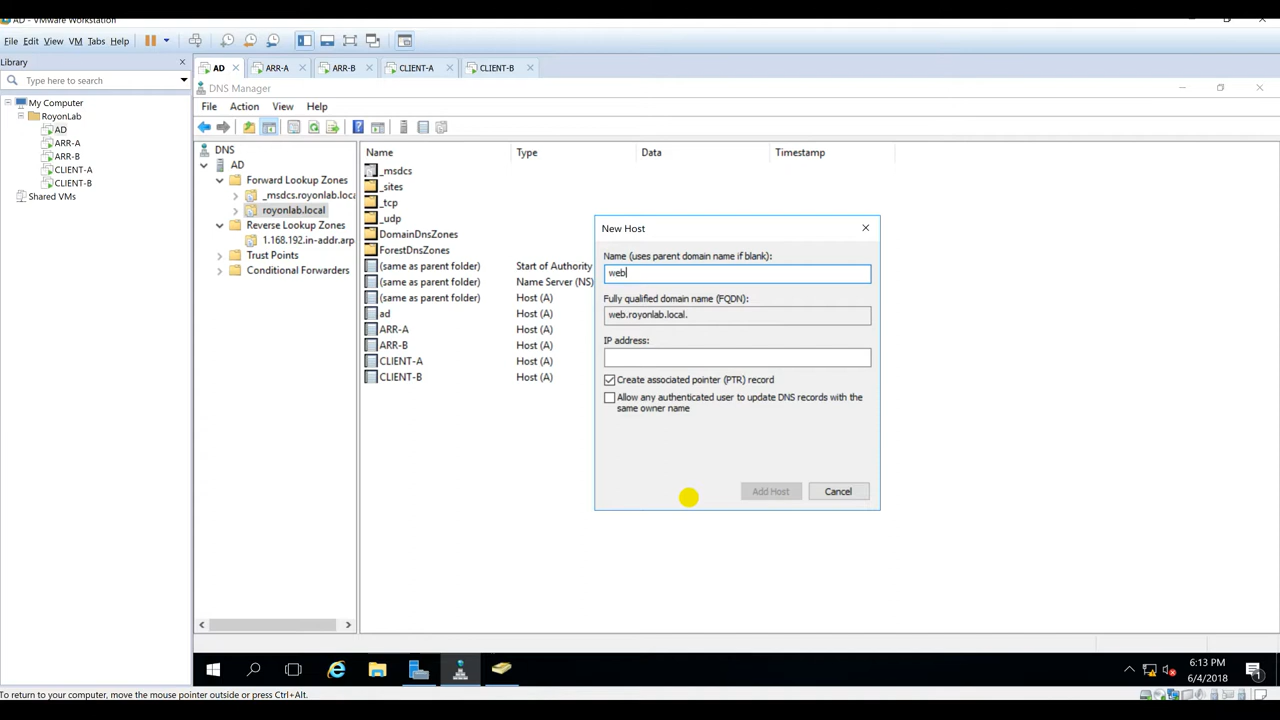 AD - VMware Workstation
File Edit View VM Tabs Help
Library
Type here to search
My Computer
RoyonLab
AD
ARR-A
ARR-B
CLIENT-A
CLIENT-B
Shared VMs
AD ARR-A ARR-B CLIENT-A CLIENT-B
DNS Manager
File Action View Help
DNS
AD
Forward Lookup Zones
_msdcs.royonlab.loca
royonlab.local
Reverse Lookup Zones
1.168.192.in-addr.arp
Trust Points
Conditional Forwarders
Name Type Data Timestamp
_msdcs
_sites
_tcp
_udp
DomainDnsZones
ForestDnsZones
(same as parent folder) Start of Authority
(same as parent folder) Name Server (NS)
(same as parent folder) Host (A)
ad Host (A)
ARR-A Host (A)
ARR-B Host (A)
CLIENT-A Host (A)
CLIENT-B Host (A)
New Host
Name (uses parent domain name if blank):
web
Fully qualified domain name (FQDN):
web.royonlab.local.
IP address:
Create associated pointer (PTR) record
Allow any authenticated user to update DNS records with the
same owner name
Add Host Cancel
6:13 PM
6/4/2018
1
To return to your computer, move the mouse pointer outside or press Ctrl+Alt.